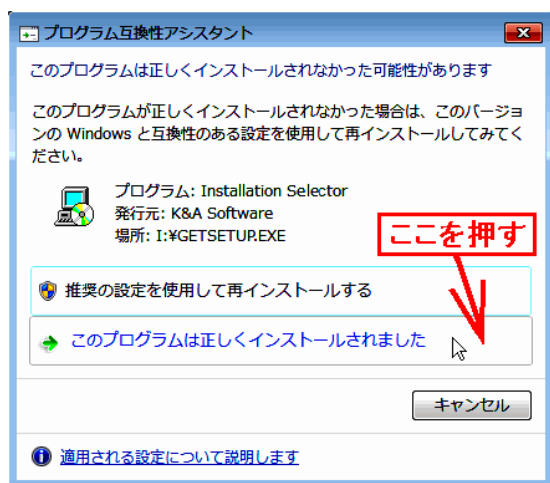 プログラム互換性アシスタント
このプログラムは正しくインストールされなかった可能性があります
このプログラムが正しくインストールされなかった場合は、このバージョ
ンの Windows と互換性のある設定を使用して再インストールしてみてく
ださい。
プログラム: Installation Selector
発行元: K&A Software
場所: I:¥GETSETUP.EXE
ここを押す
推奨の設定を使用して再インストールする
このプログラムは正しくインストールされました
キャンセル
適用される設定について説明します